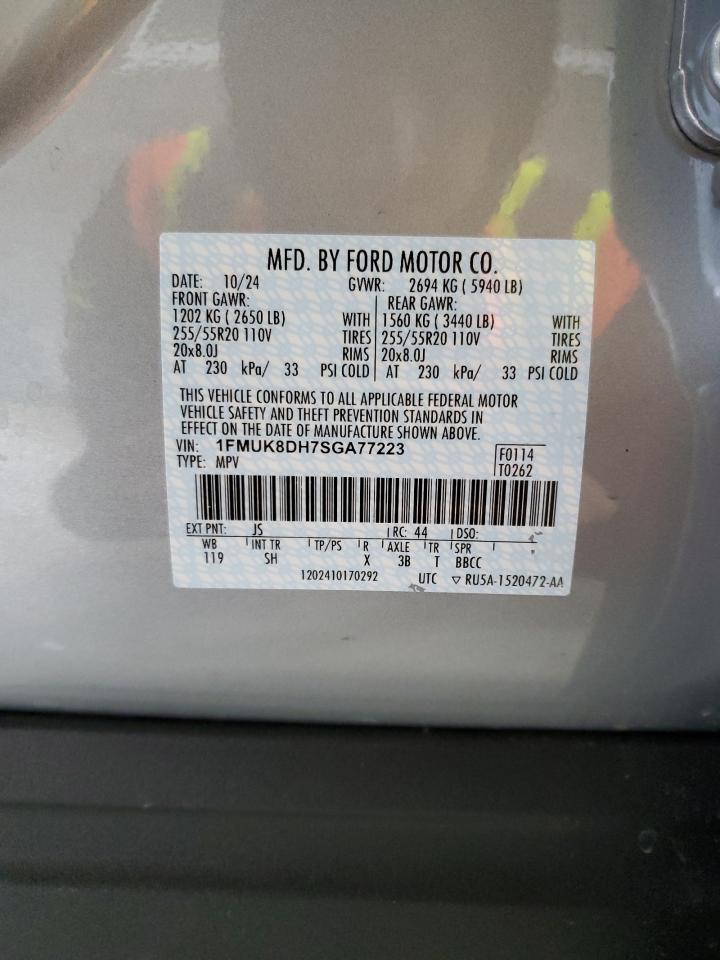 MFD. BY FORD MOTOR CO.
DATE: 10/24 GVWR: 2694 KG ( 5940 LB)
FRONT GAWR: REAR GAWR:
1202 KG ( 2650 LB) WITH 1560 KG ( 3440 LB) WITH
255/55R20 110V TIRES 255/55R20 110V TIRES
20x8.0J RIMS 20x8.0J RIMS
AT 230 kPa/ 33 PSI COLD AT 230 kPa/ 33 PSI COLD
THIS VEHICLE CONFORMS TO ALL APPLICABLE FEDERAL MOTOR
VEHICLE SAFETY AND THEFT PREVENTION STANDARDS IN
EFFECT ON THE DATE OF MANUFACTURE SHOWN ABOVE.
VIN: 1FMUK8DH7SGA77223 F0114
TYPE: MPV T0262
EXT PNT: JS RC: 44 DSO:
WB INT TR TP/PS R AXLE TR SPR
119 SH X 3B T BBCC
1202410170292 UTC ▽ RU5A-1520472-AA